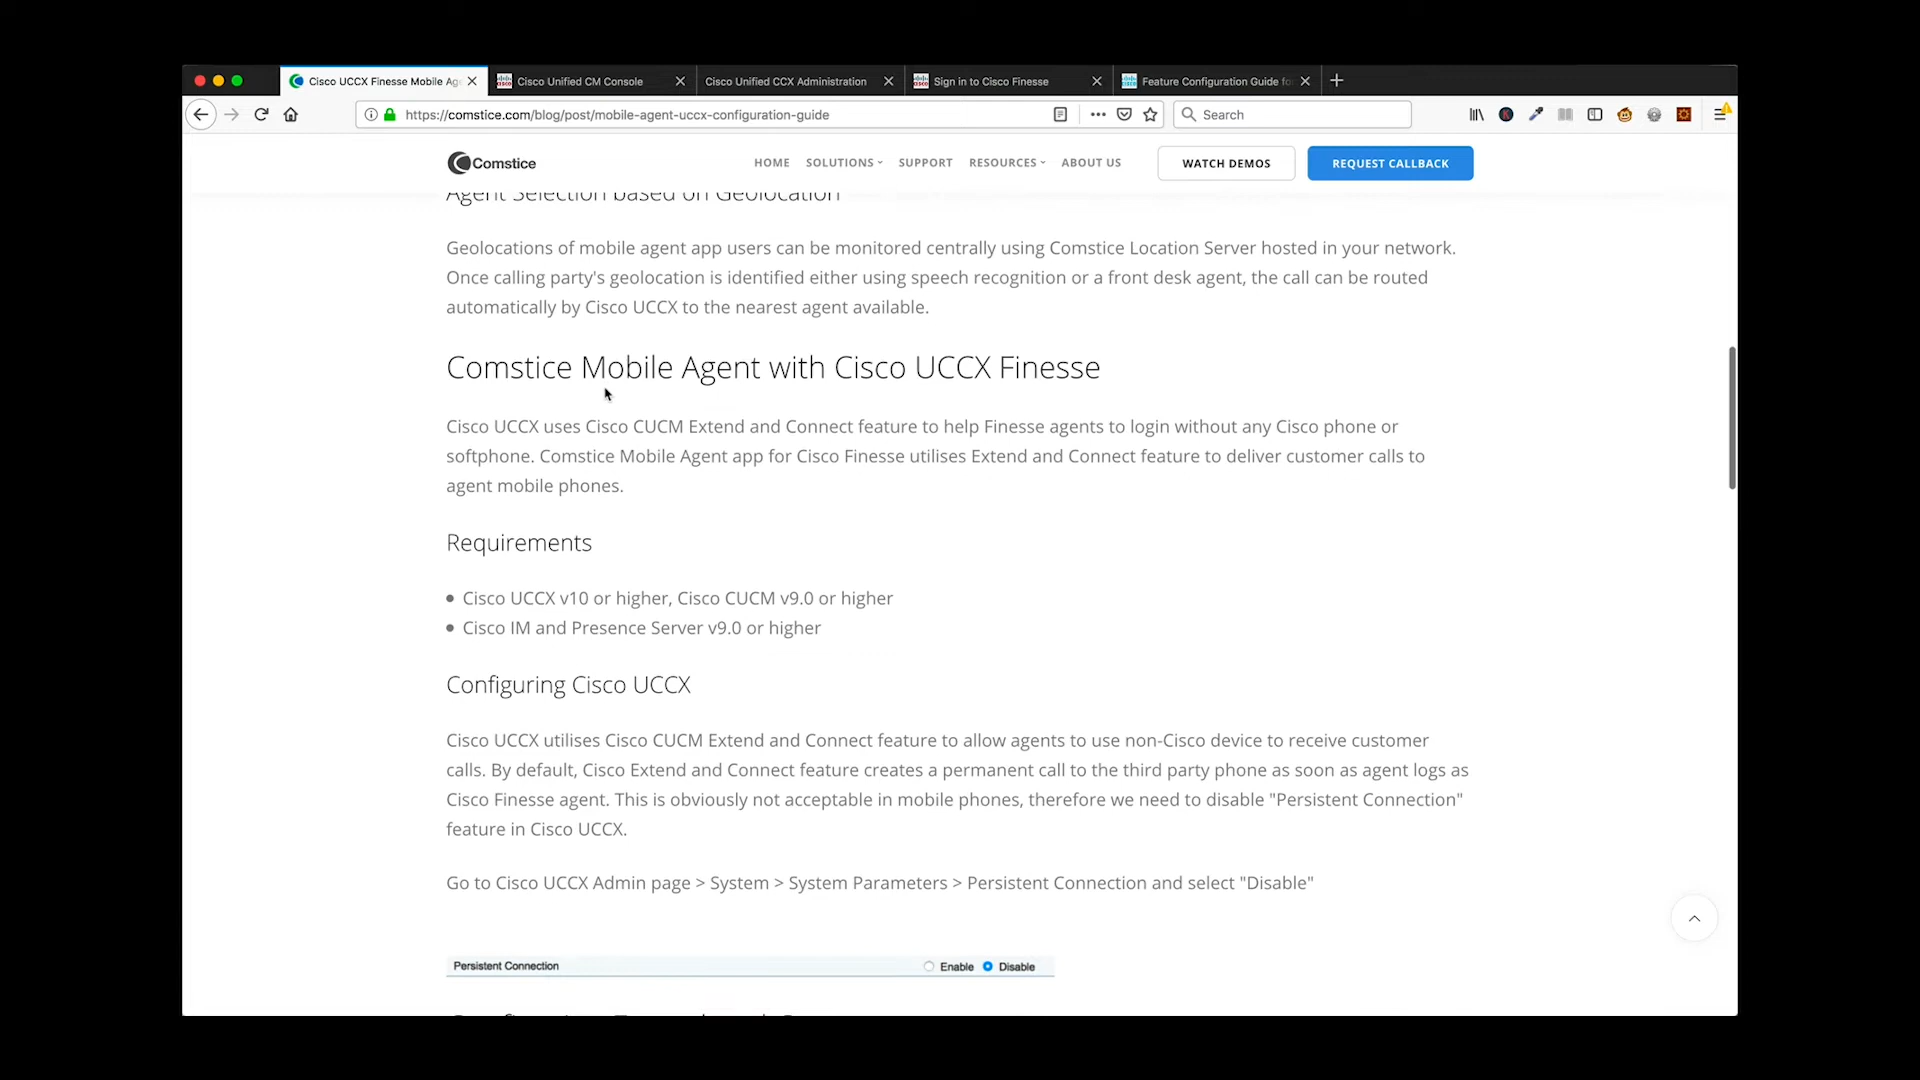 Cisco UCCX Finesse Mobile Age
Cisco Unified CM Console
Cisco Unified CCX Administration
Sign in to Cisco Finesse
Feature Configuration Guide fo
https://comstice.com/blog/post/mobile-agent-uccx-configuration-guide
Search
Comstice
HOME
SOLUTIONS
SUPPORT
RESOURCES
ABOUT US
WATCH DEMOS
REQUEST CALLBACK
Agent Selection based on Geolocation
Geolocations of mobile agent app users can be monitored centrally using Comstice Location Server hosted in your network.
Once calling party's geolocation is identified either using speech recognition or a front desk agent, the call can be routed
automatically by Cisco UCCX to the nearest agent available.
Comstice Mobile Agent with Cisco UCCX Finesse
Cisco UCCX uses Cisco CUCM Extend and Connect feature to help Finesse agents to login without any Cisco phone or
softphone. Comstice Mobile Agent app for Cisco Finesse utilises Extend and Connect feature to deliver customer calls to
agent mobile phones.
Requirements
Cisco UCCX v10 or higher, Cisco CUCM v9.0 or higher
Cisco IM and Presence Server v9.0 or higher
Configuring Cisco UCCX
Cisco UCCX utilises Cisco CUCM Extend and Connect feature to allow agents to use non-Cisco device to receive customer
calls. By default, Cisco Extend and Connect feature creates a permanent call to the third party phone as soon as agent logs as
Cisco Finesse agent. This is obviously not acceptable in mobile phones, therefore we need to disable "Persistent Connection"
feature in Cisco UCCX.
Go to Cisco UCCX Admin page > System > System Parameters > Persistent Connection and select "Disable"
Persistent Connection Enable Disable